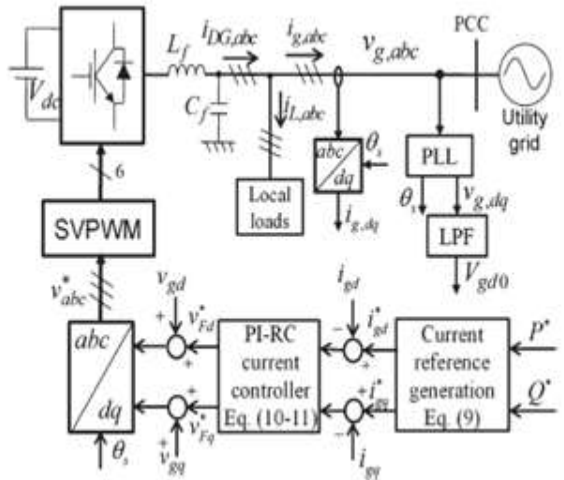 V_dc
L_f
C_f
i_DG,abc
i_g,abc
v_g,abc
PCC
Utility
grid
i_L,abc
Local
loads
abc
dq
θ_s
i_g,dq
PLL
θ_s
v_g,dq
LPF
V_gd0
6
SVPWM
v*_abc
abc
dq
θ_s
v_gd
+
+
v*_Fd
+
v*_Fq
+
v_gq
PI-RC
current
controller
Eq. (10-11)
i_gd
−
i*_gd
+
+
i*_gq
−
i_gq
Current
reference
generation
Eq. (9)
P*
Q*